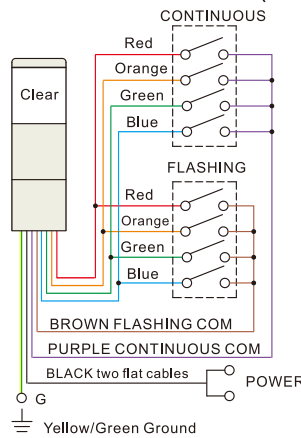 CONTINUOUS
Red
Orange
Clear
Green
Blue
FLASHING
Red
Orange
Green
Blue
BROWN FLASHING COM
PURPLE CONTINUOUS COM
BLACK two flat cables
POWER
G
Yellow/Green Ground